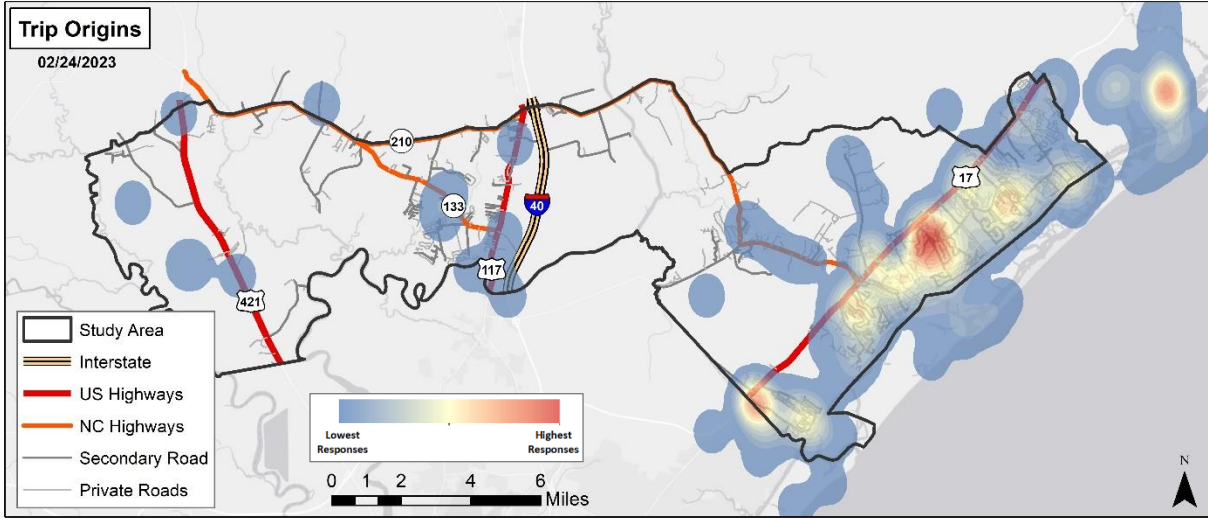 Trip Origins
02/24/2023
210
17
133
40
117
421
Study Area
Interstate
US Highways
NC Highways
Secondary Road
Private Roads
Lowest Responses
Highest Responses
0 1 2 4 6
Miles
N